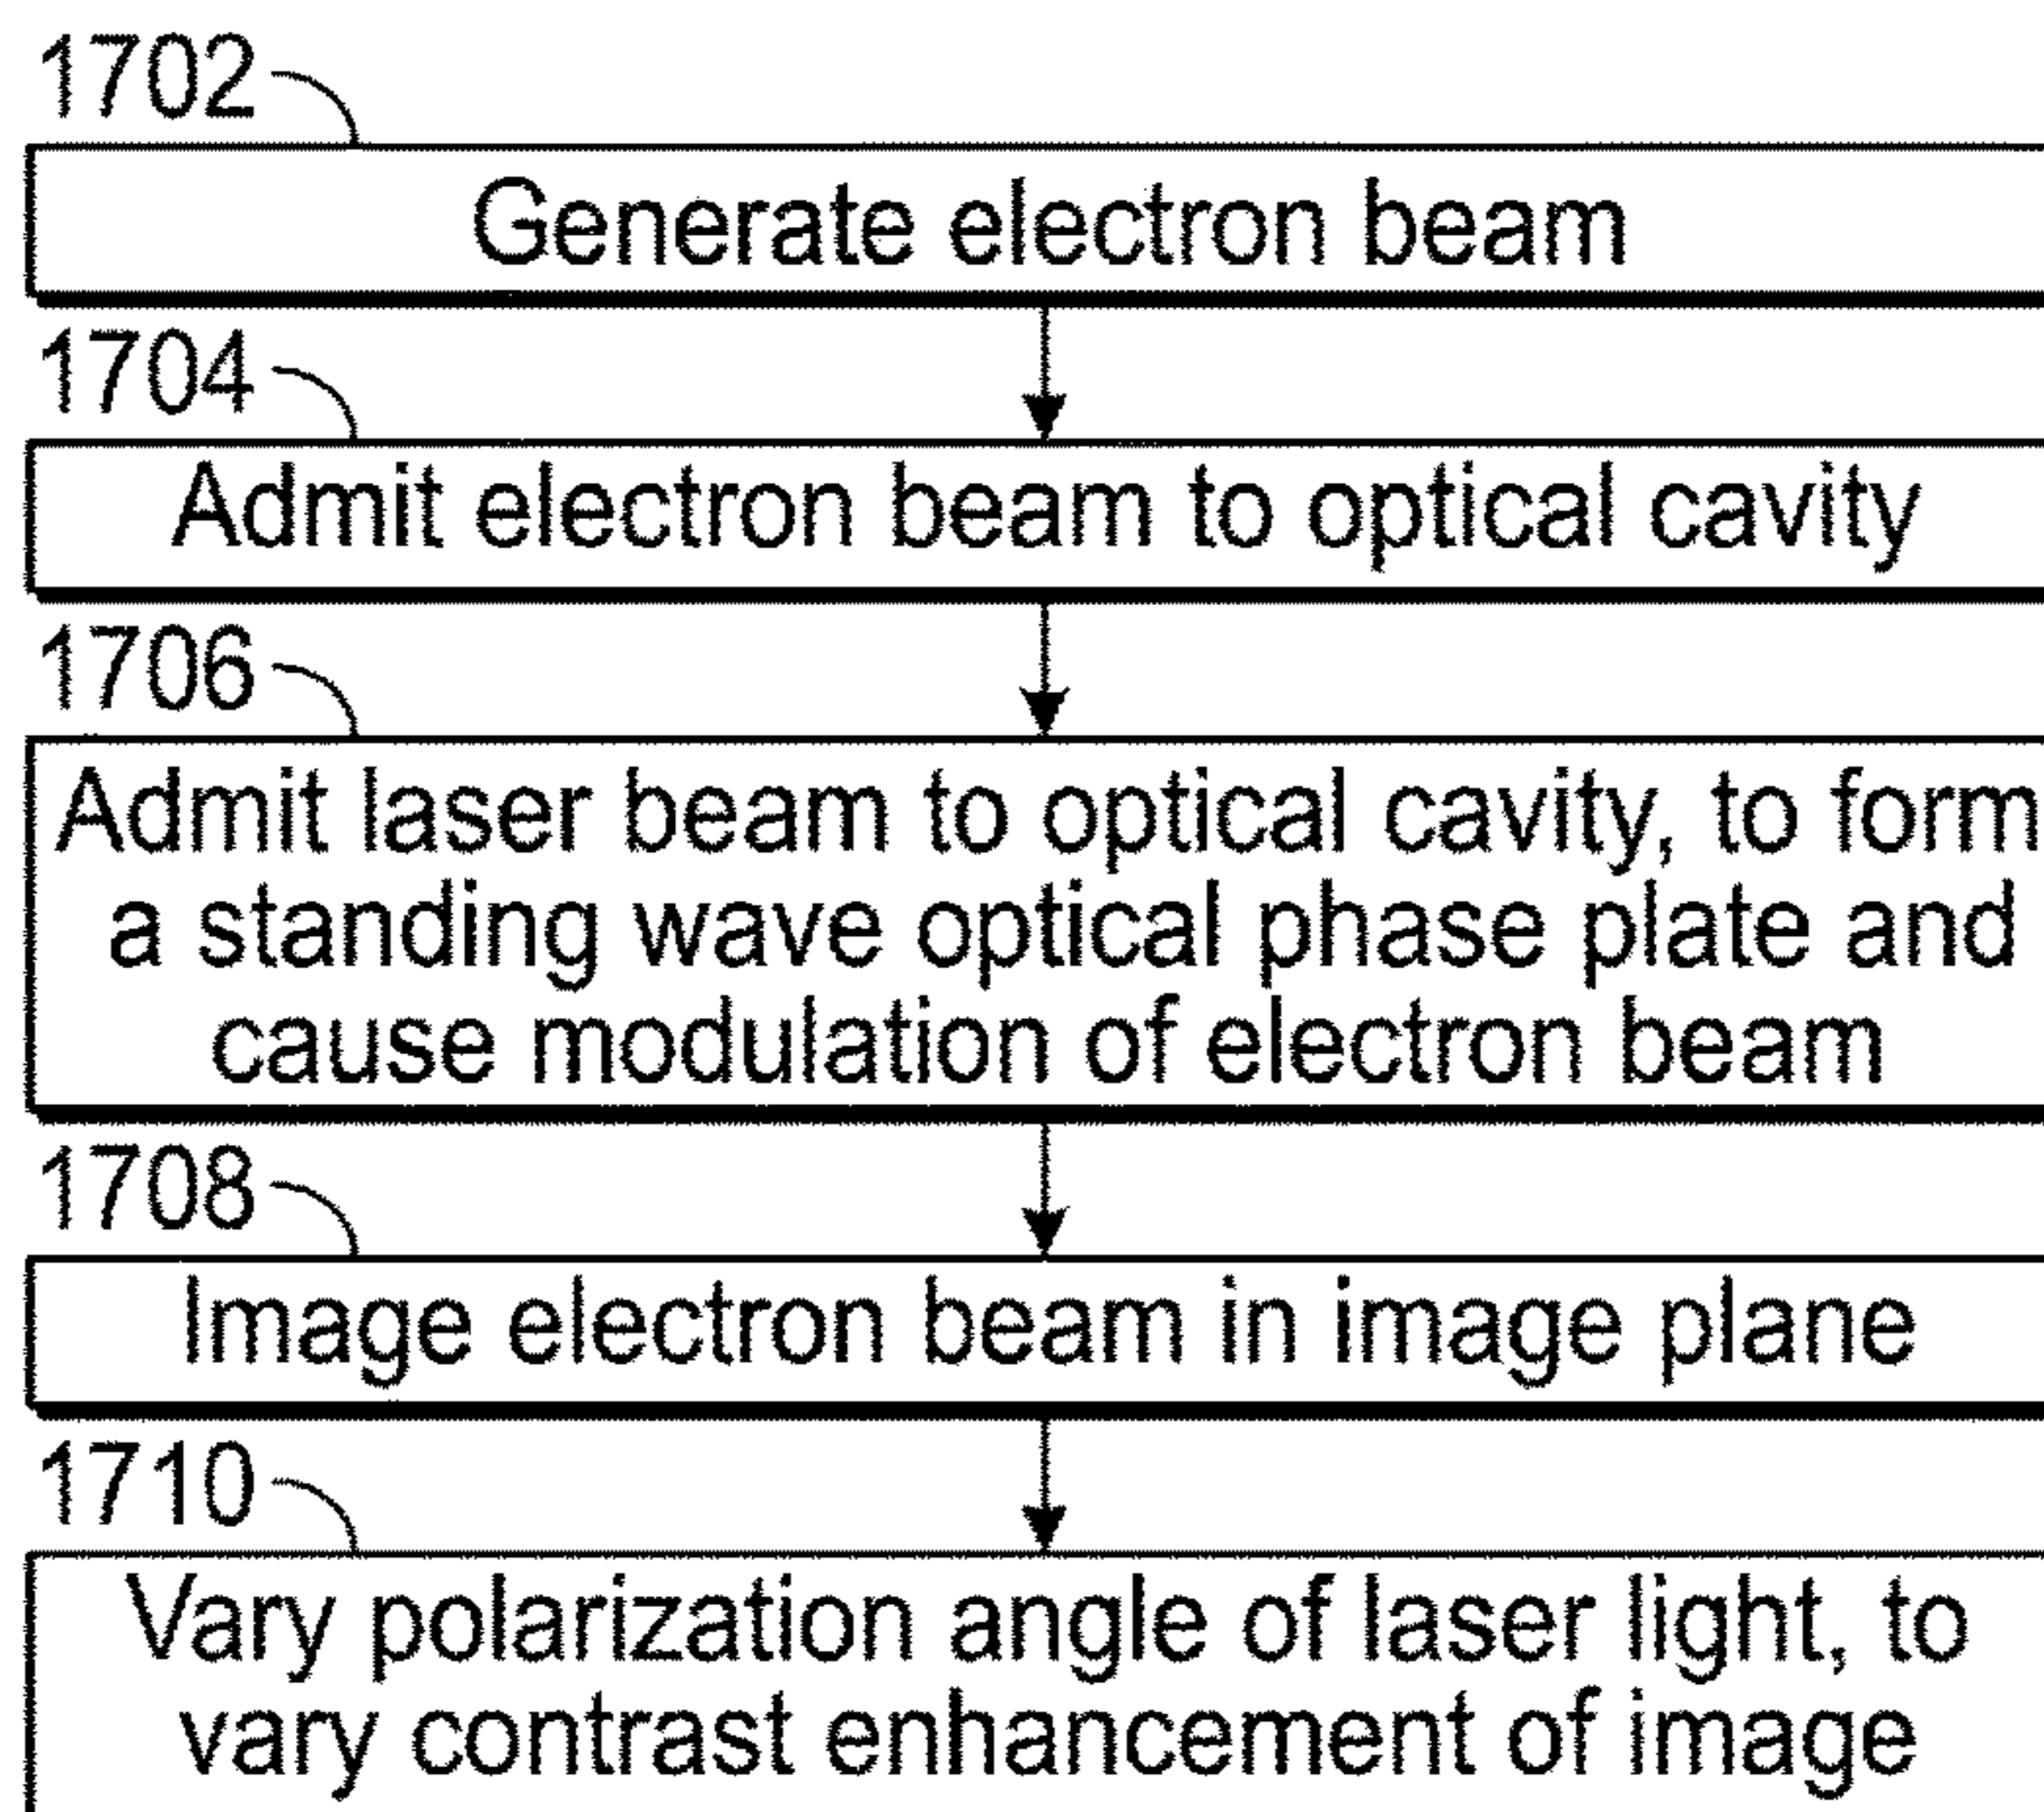 1702
Generate electron beam
1704
Admit electron beam to optical cavity
1706
Admit laser beam to optical cavity, to form
a standing wave optical phase plate and
cause modulation of electron beam
1708
Image electron beam in image plane
1710
Vary polarization angle of laser light, to
vary contrast enhancement of image